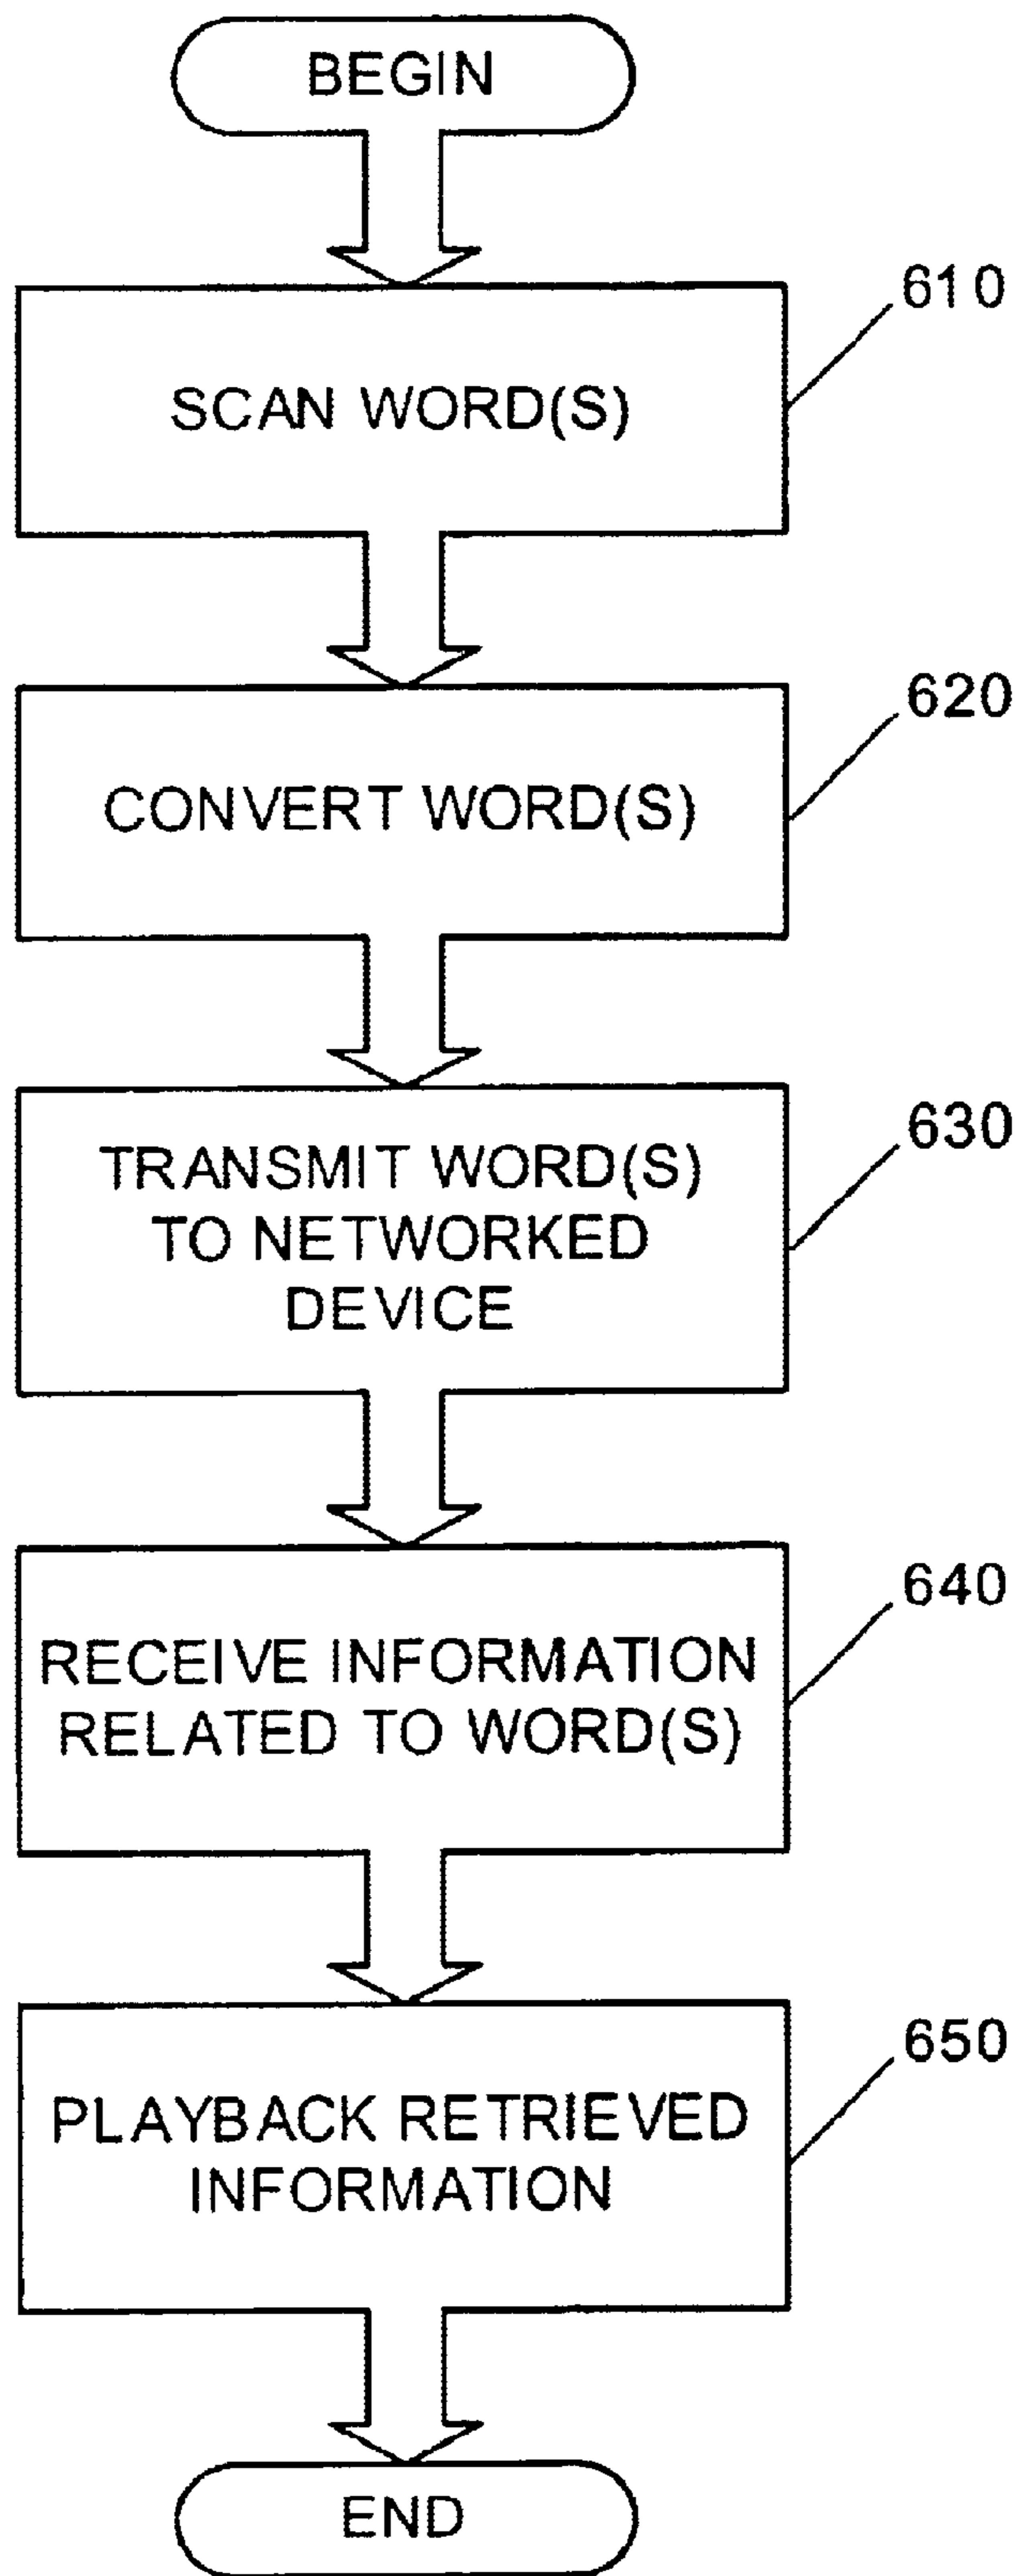 BEGIN
610
SCAN WORD(S)
620
CONVERT WORD(S)
630
TRANSMIT WORD(S)
TO NETWORKED
DEVICE
640
RECEIVE INFORMATION
RELATED TO WORD(S)
650
PLAYBACK RETRIEVED
INFORMATION
END